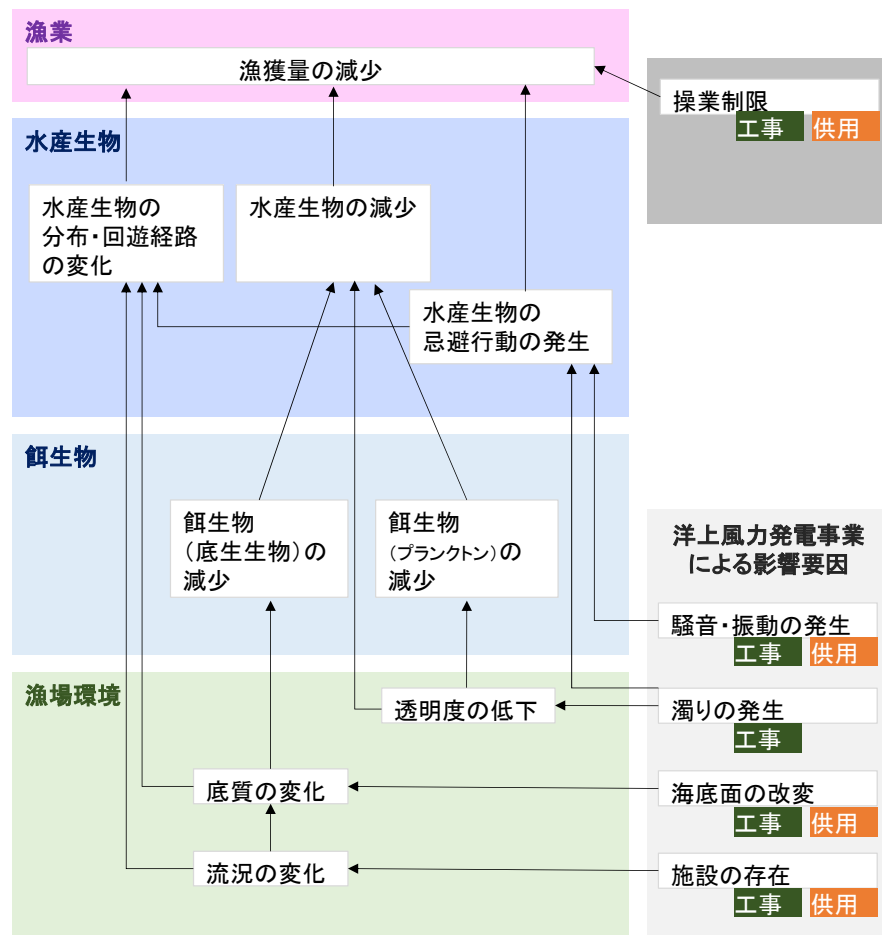 漁業
漁獲量の減少
操業制限
工事 供用
水産生物
水産生物の
分布・回遊経路
の変化
水産生物の減少
水産生物の
忌避行動の発生
餌生物
餌生物
（底生生物）の
減少
餌生物
（プランクトン）の
減少
洋上風力発電事業
による影響要因
騒音・振動の発生
工事 供用
漁場環境
透明度の低下
濁りの発生
工事
底質の変化
海底面の改変
工事 供用
流況の変化
施設の存在
工事 供用